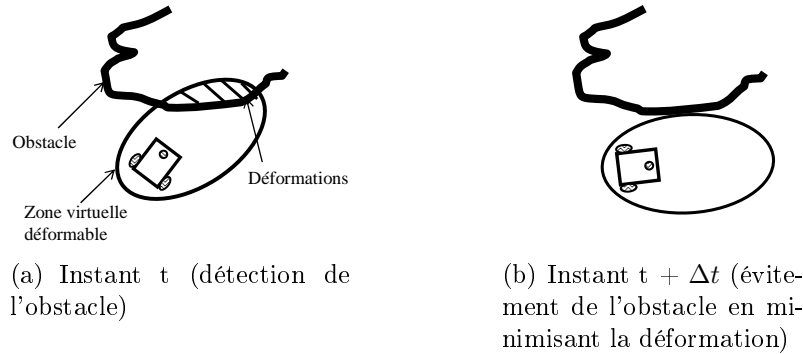 Obstacle
Déformations
Zone virtuelle
déformable
(a) Instant t (détection de
l'obstacle)
(b) Instant t + Δt (évite-
ment de l'obstacle en mi-
nimisant la déformation)